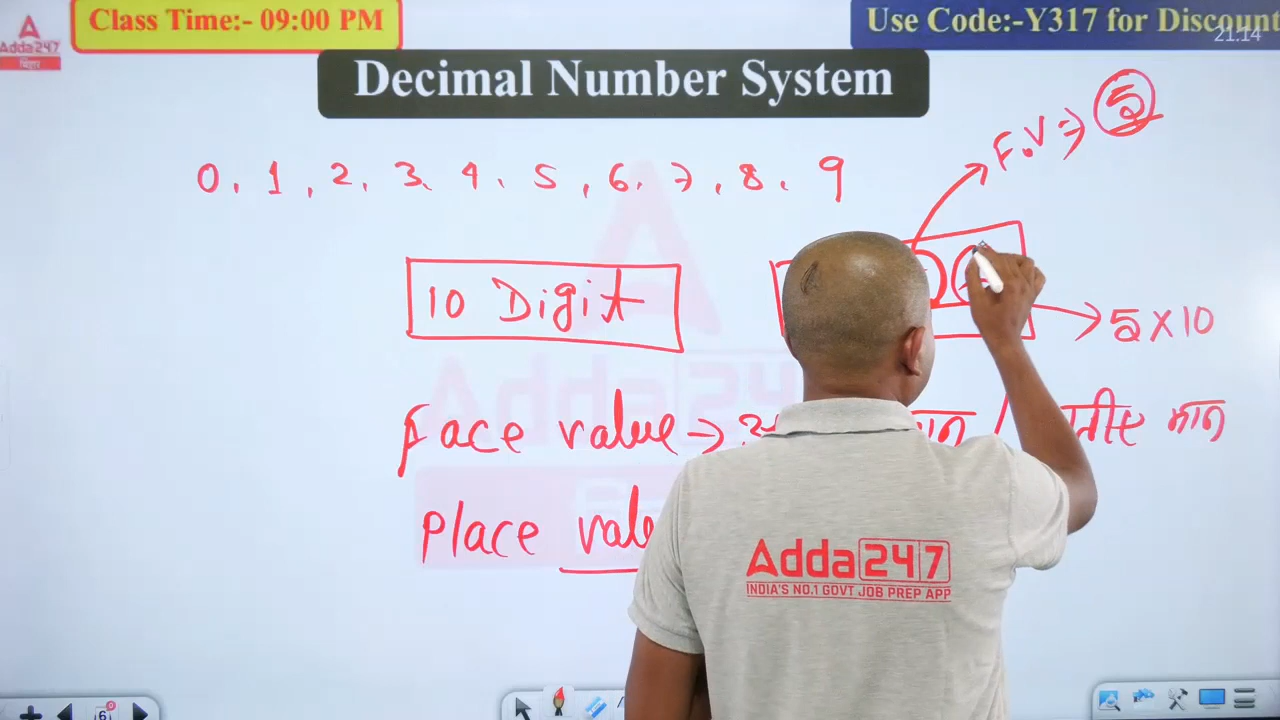 Class Time:- 09:00 PM
Use Code:-Y317 for Discount
21:14
Adda247
बिहार
Decimal Number System
F.V ⇒ 5
0, 1, 2, 3, 4, 5, 6, 7, 8, 9
10 Digit
→ 5 × 10
Face value →
मान /
मान
Place
Adda247
INDIA'S NO.1 GOVT JOB PREP APP
6